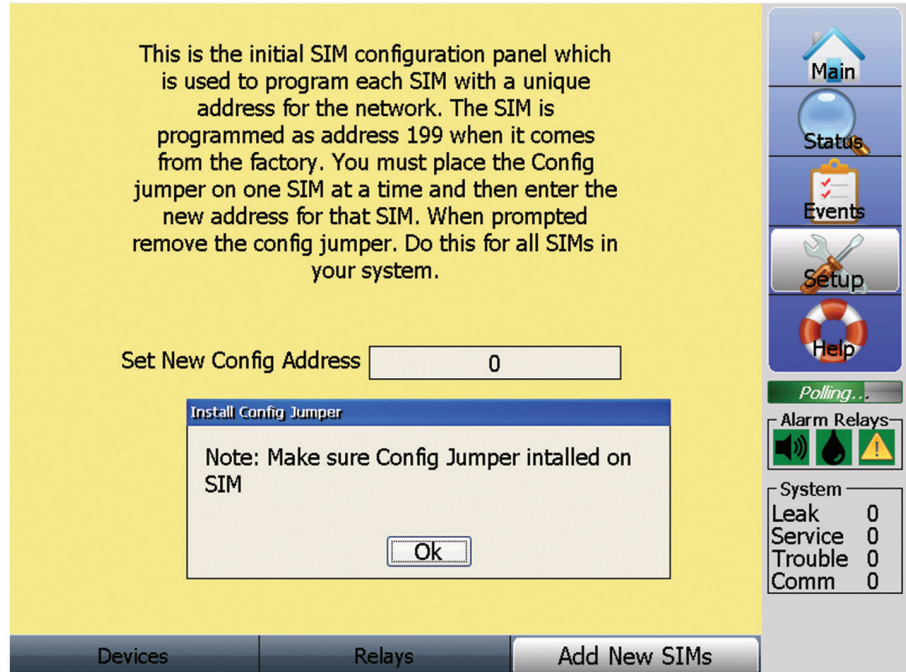 This is the initial SIM configuration panel which
is used to program each SIM with a unique
address for the network. The SIM is
programmed as address 199 when it comes
from the factory. You must place the Config
jumper on one SIM at a time and then enter the
new address for that SIM. When prompted
remove the config jumper. Do this for all SIMs in
your system.
Set New Config Address 0
Install Config Jumper
Note: Make sure Config Jumper intalled on
SIM
Ok
Devices Relays Add New SIMs
Main
Status
Events
Setup
Help
Polling...
Alarm Relays
System
Leak 0
Service 0
Trouble 0
Comm 0